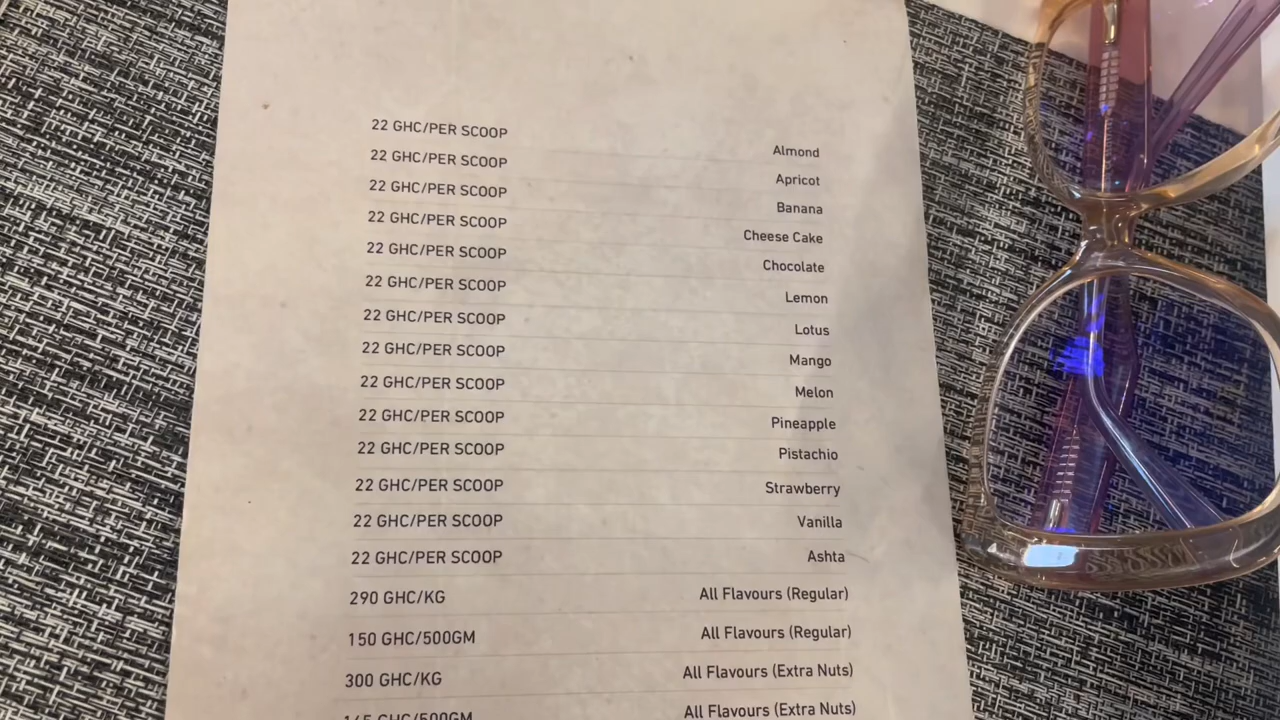 22 GHC/PER SCOOP Almond
22 GHC/PER SCOOP Apricot
22 GHC/PER SCOOP Banana
22 GHC/PER SCOOP Cheese Cake
22 GHC/PER SCOOP Chocolate
22 GHC/PER SCOOP Lemon
22 GHC/PER SCOOP Lotus
22 GHC/PER SCOOP Mango
22 GHC/PER SCOOP Melon
22 GHC/PER SCOOP Pineapple
22 GHC/PER SCOOP Pistachio
22 GHC/PER SCOOP Strawberry
22 GHC/PER SCOOP Vanilla
22 GHC/PER SCOOP Ashta
290 GHC/KG All Flavours (Regular)
150 GHC/500GM All Flavours (Regular)
300 GHC/KG All Flavours (Extra Nuts)
GHC/500GM All Flavours (Extra Nuts)